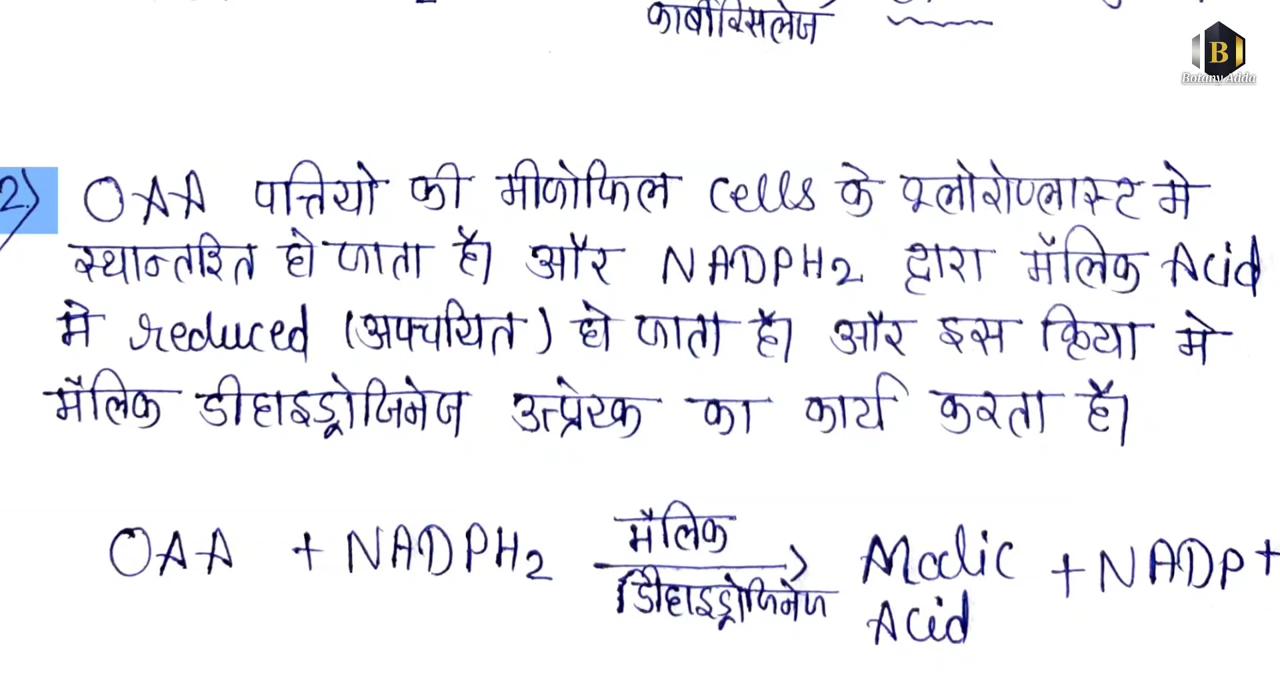 कार्बोक्सिलेज
B
Botany Adda
2) OAA पत्तियो की मीजोफिल cells के क्लोरोप्लास्ट मे
स्थान्तरित हो जाता है। और NADPH2 द्वारा मॅलिक Acid
मे reduced (अपचयित) हो जाता है। और इस क्रिया मे
मॅलिक डीहाइड्रोजिनेज उत्प्रेरक का कार्य करता है।
OAA + NADPH2 मॅलिक डिहाइड्रोजिनेज → Malic + NADP+
Acid